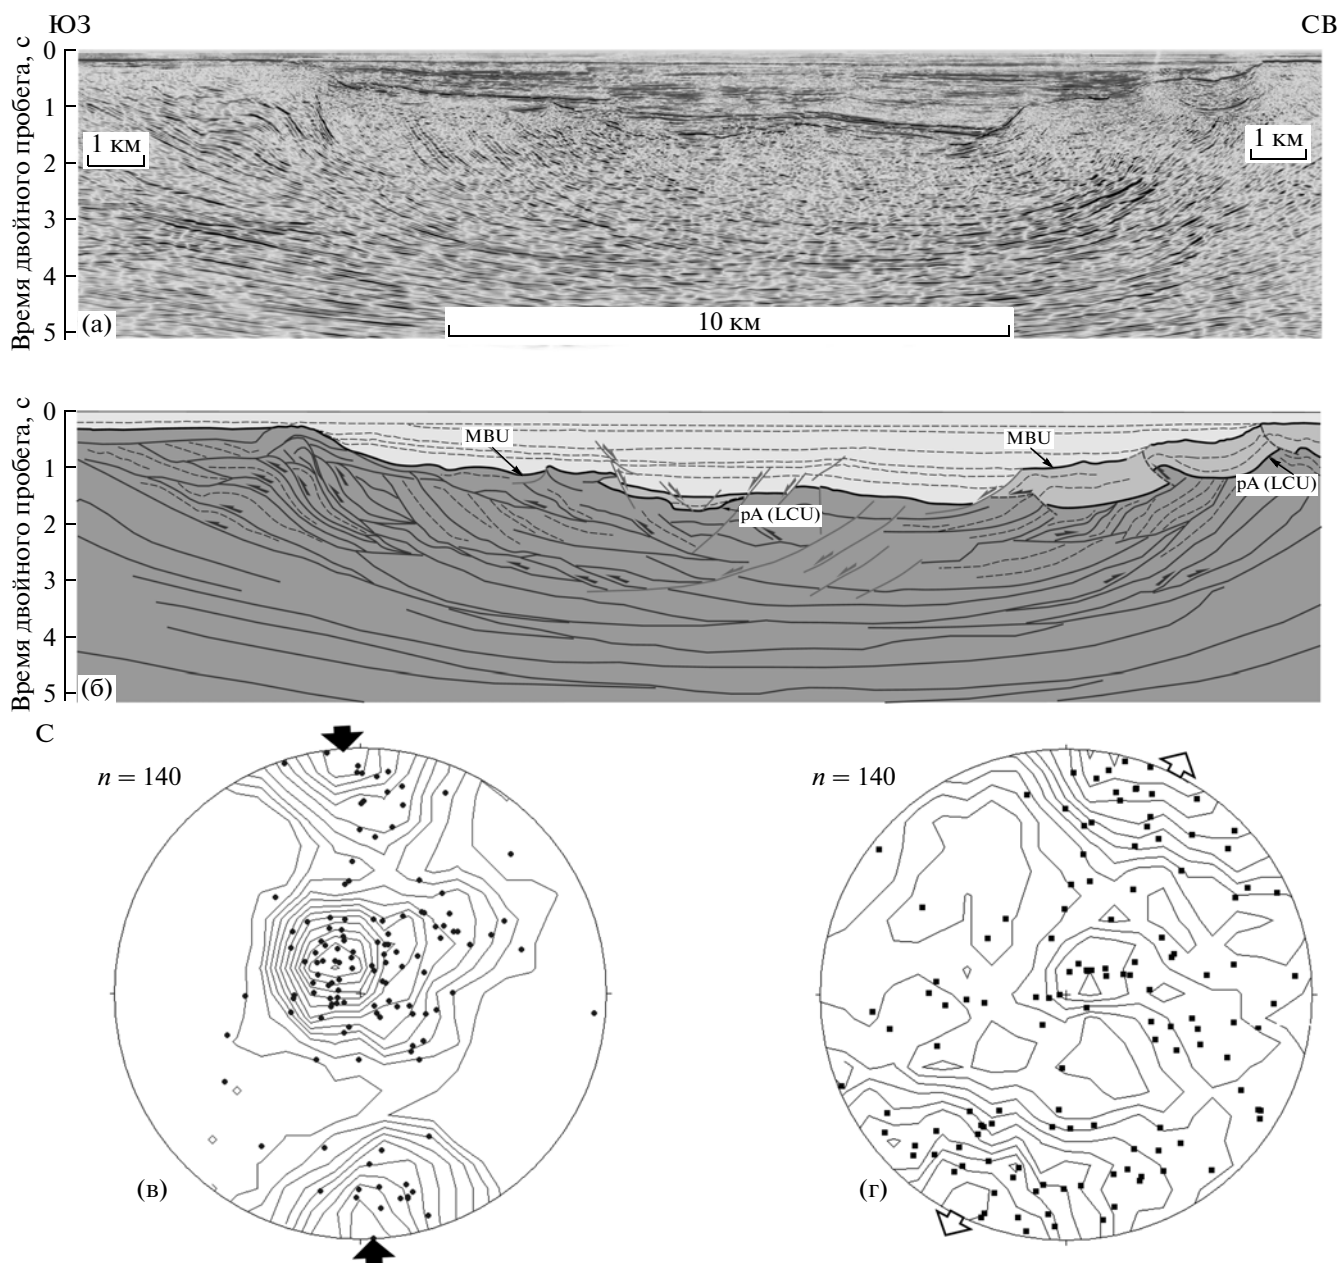 ЮЗ СВ
Время двойного пробега, с
0
1
2
3
4
5
1 км
1 км
10 км
(а)
Время двойного пробега, с
0
1
2
3
4
5
MBU
MBU
pA (LCU)
pA (LCU)
(б)
С
n = 140
n = 140
(в)
(г)